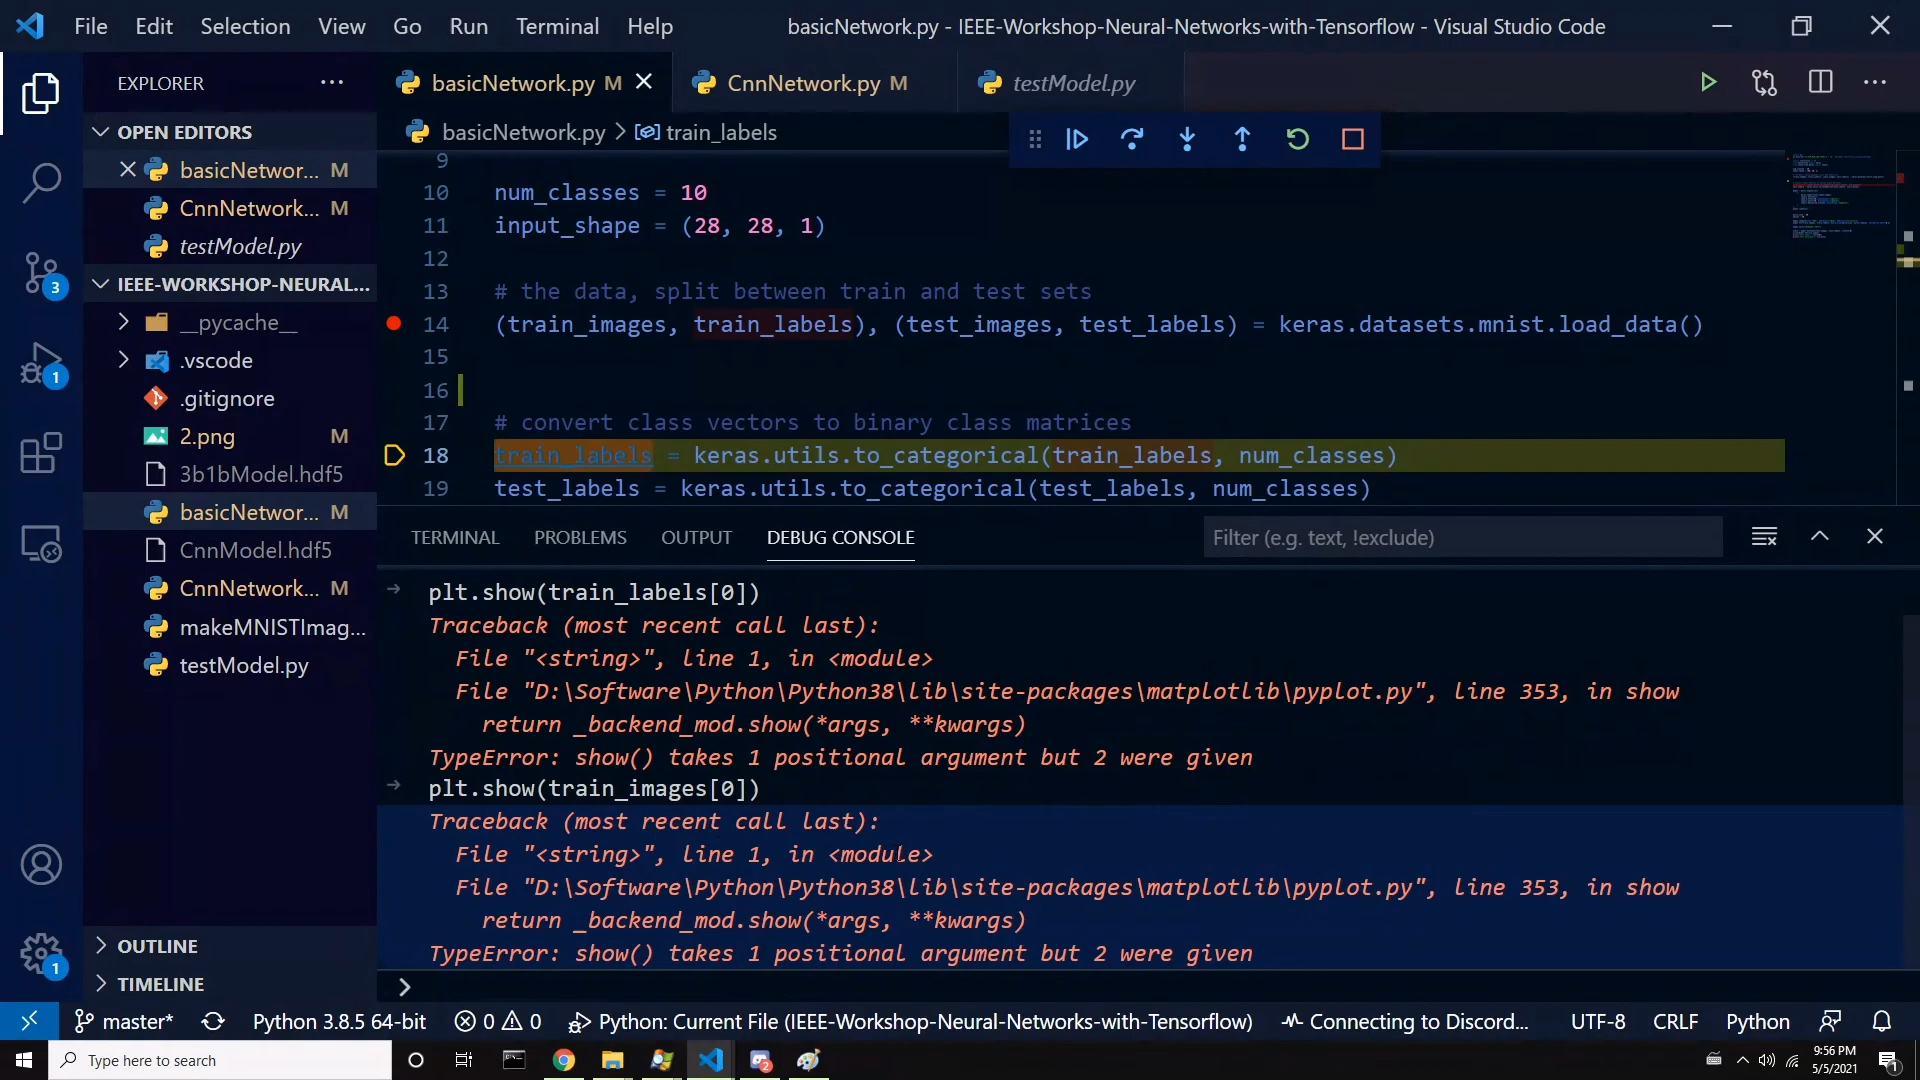 File Edit Selection View Go Run Terminal Help basicNetwork.py - IEEE-Workshop-Neural-Networks-with-Tensorflow - Visual Studio Code
EXPLORER
basicNetwork.py M
CnnNetwork.py M
testModel.py
OPEN EDITORS
basicNetwork.py > train_labels
basicNetwor... M
CnnNetwork... M
testModel.py
IEEE-WORKSHOP-NEURAL...
__pycache__
.vscode
.gitignore
2.png M
3b1bModel.hdf5
basicNetwor... M
CnnModel.hdf5
CnnNetwork... M
makeMNISTImag...
testModel.py
OUTLINE
TIMELINE
3
1
1
9
10 num_classes = 10
11 input_shape = (28, 28, 1)
12
13 # the data, split between train and test sets
14 (train_images, train_labels), (test_images, test_labels) = keras.datasets.mnist.load_data()
15
16
17 # convert class vectors to binary class matrices
18 train_labels = keras.utils.to_categorical(train_labels, num_classes)
19 test_labels = keras.utils.to_categorical(test_labels, num_classes)
TERMINAL PROBLEMS OUTPUT DEBUG CONSOLE Filter (e.g. text, !exclude)
plt.show(train_labels[0])
Traceback (most recent call last):
File "<string>", line 1, in <module>
File "D:\Software\Python\Python38\lib\site-packages\matplotlib\pyplot.py", line 353, in show
return _backend_mod.show(*args, **kwargs)
TypeError: show() takes 1 positional argument but 2 were given
plt.show(train_images[0])
Traceback (most recent call last):
File "<string>", line 1, in <module>
File "D:\Software\Python\Python38\lib\site-packages\matplotlib\pyplot.py", line 353, in show
return _backend_mod.show(*args, **kwargs)
TypeError: show() takes 1 positional argument but 2 were given
master* Python 3.8.5 64-bit 0 0 Python: Current File (IEEE-Workshop-Neural-Networks-with-Tensorflow) Connecting to Discord... UTF-8 CRLF Python
Type here to search
2
9:56 PM
5/5/2021
1